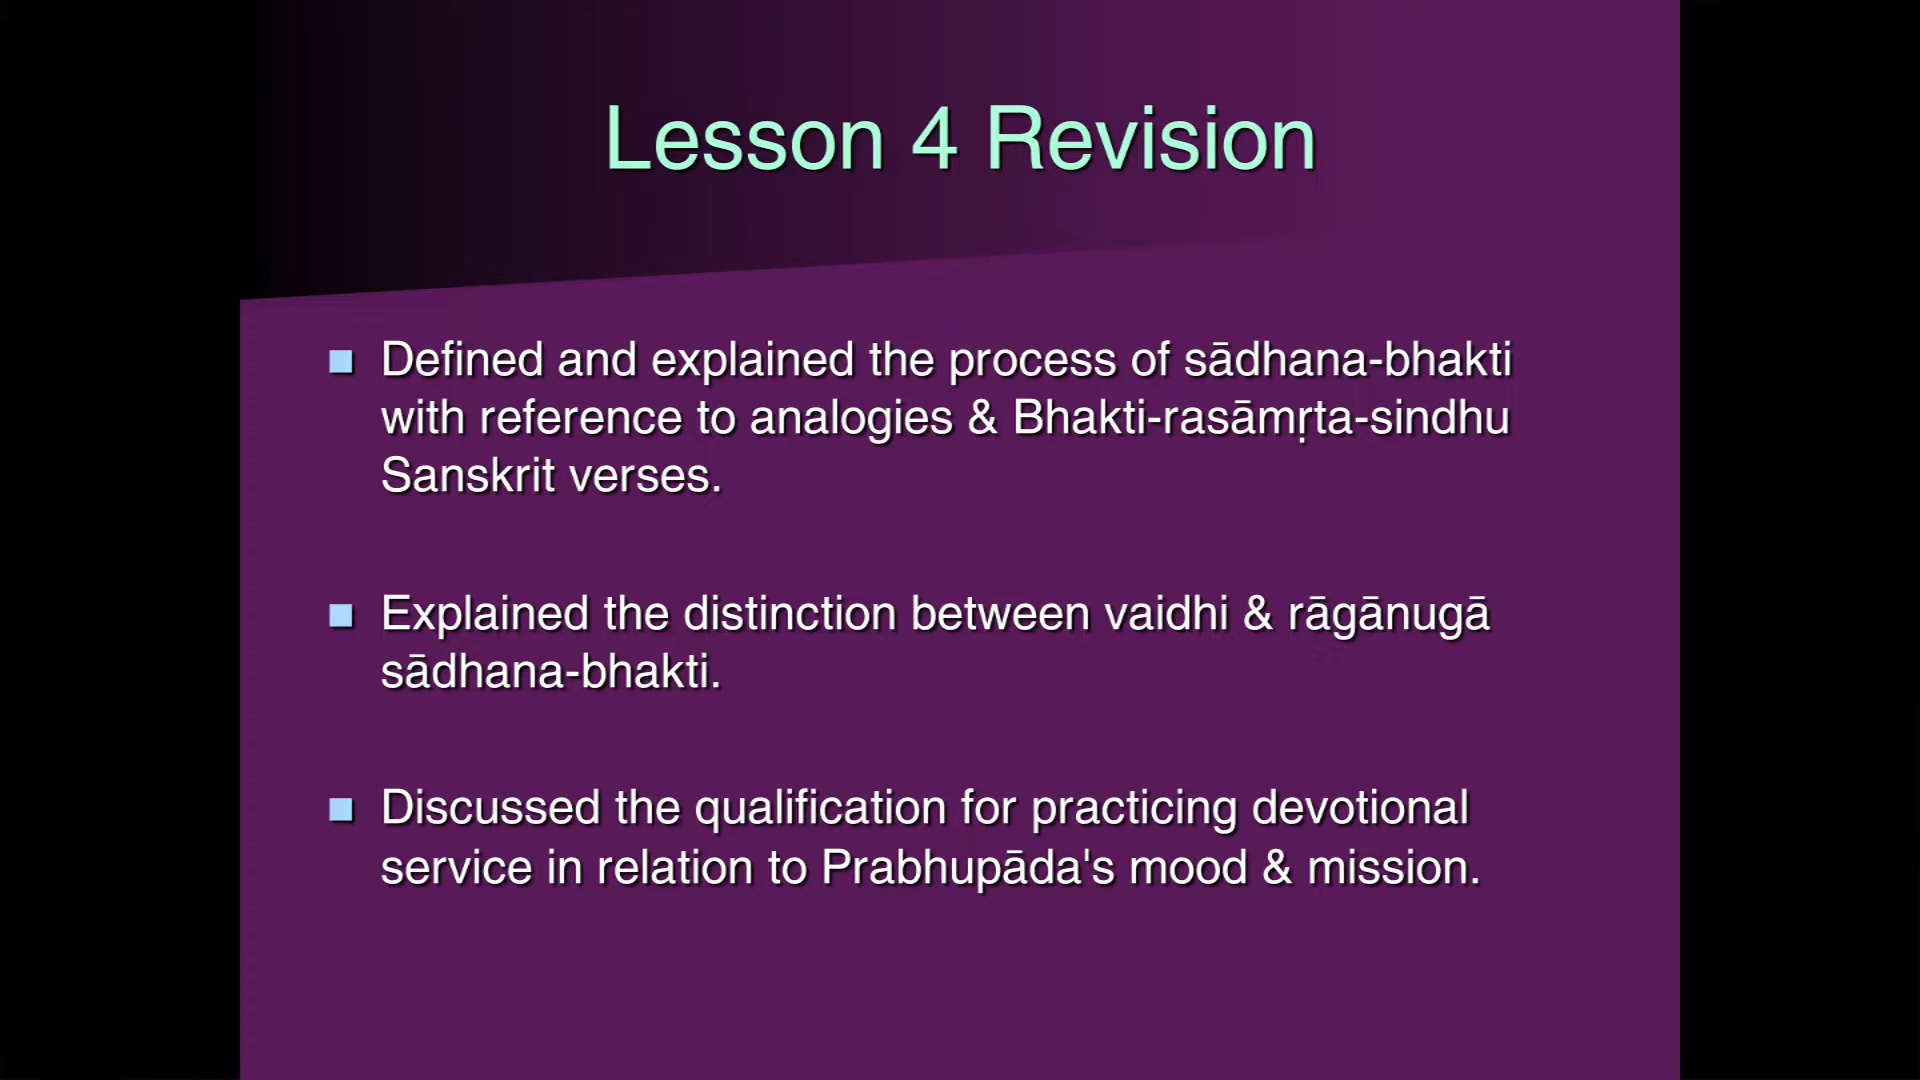 Lesson 4 Revision
Defined and explained the process of sādhana-bhakti
with reference to analogies & Bhakti-rasāmṛta-sindhu
Sanskrit verses.
Explained the distinction between vaidhi & rāgānugā
sādhana-bhakti.
Discussed the qualification for practicing devotional
service in relation to Prabhupāda's mood & mission.